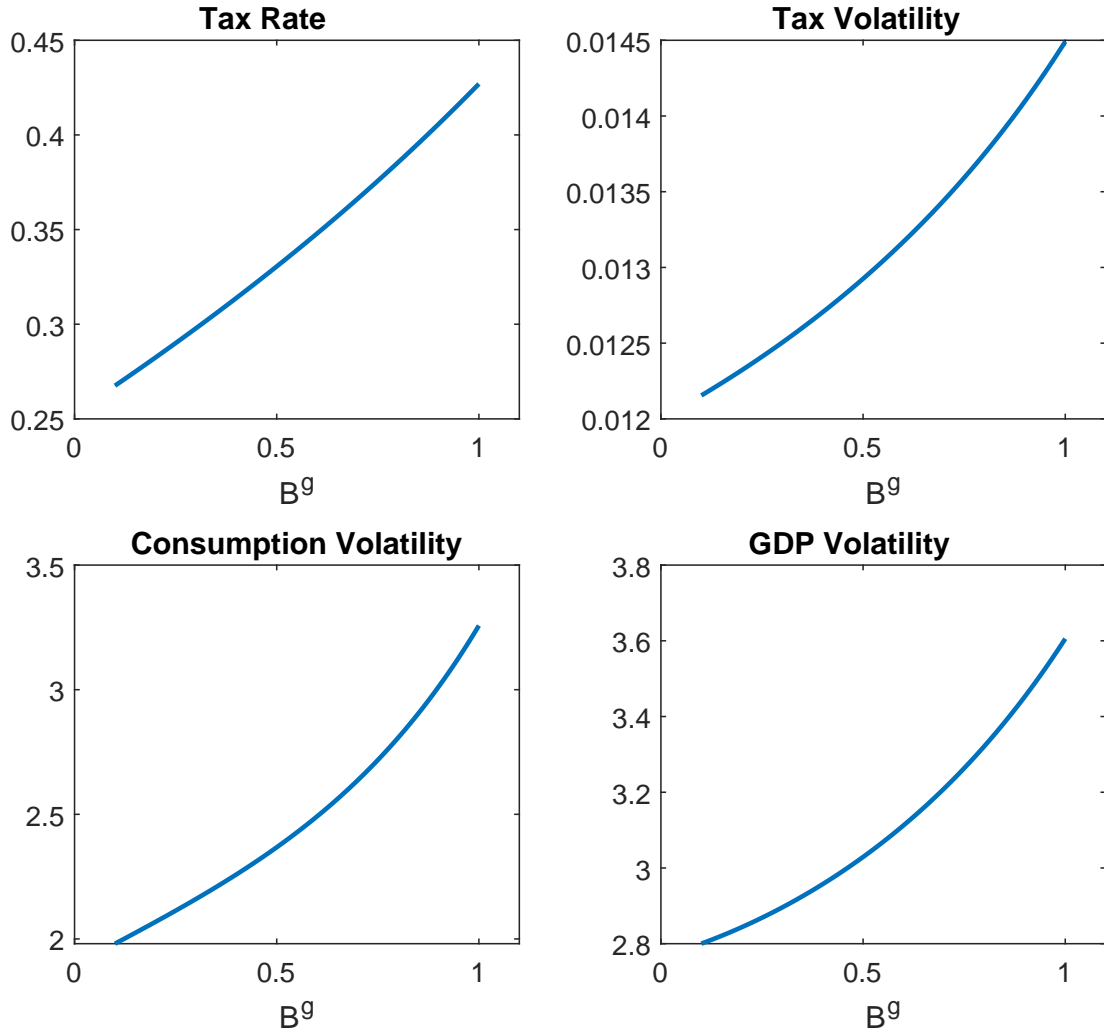 Tax Rate
0.45
0.4
0.35
0.3
0.25
0 0.5 1
B^g
Tax Volatility
0.0145
0.014
0.0135
0.013
0.0125
0.012
0 0.5 1
B^g
Consumption Volatility
3.5
3
2.5
2
0 0.5 1
B^g
GDP Volatility
3.8
3.6
3.4
3.2
3
2.8
0 0.5 1
B^g